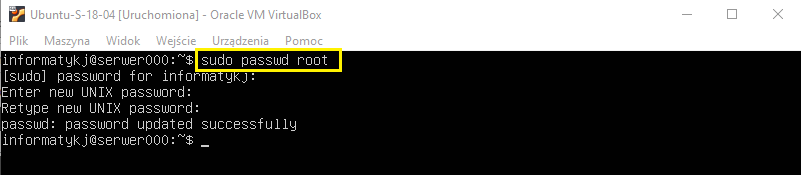 Ubuntu-S-18-04 [Uruchomiona] - Oracle VM VirtualBox
Plik Maszyna Widok Wejście Urządzenia Pomoc
informatykj@serwer000:~$ sudo passwd root
[sudo] password for informatykj:
Enter new UNIX password:
Retype new UNIX password:
passwd: password updated successfully
informatykj@serwer000:~$ _